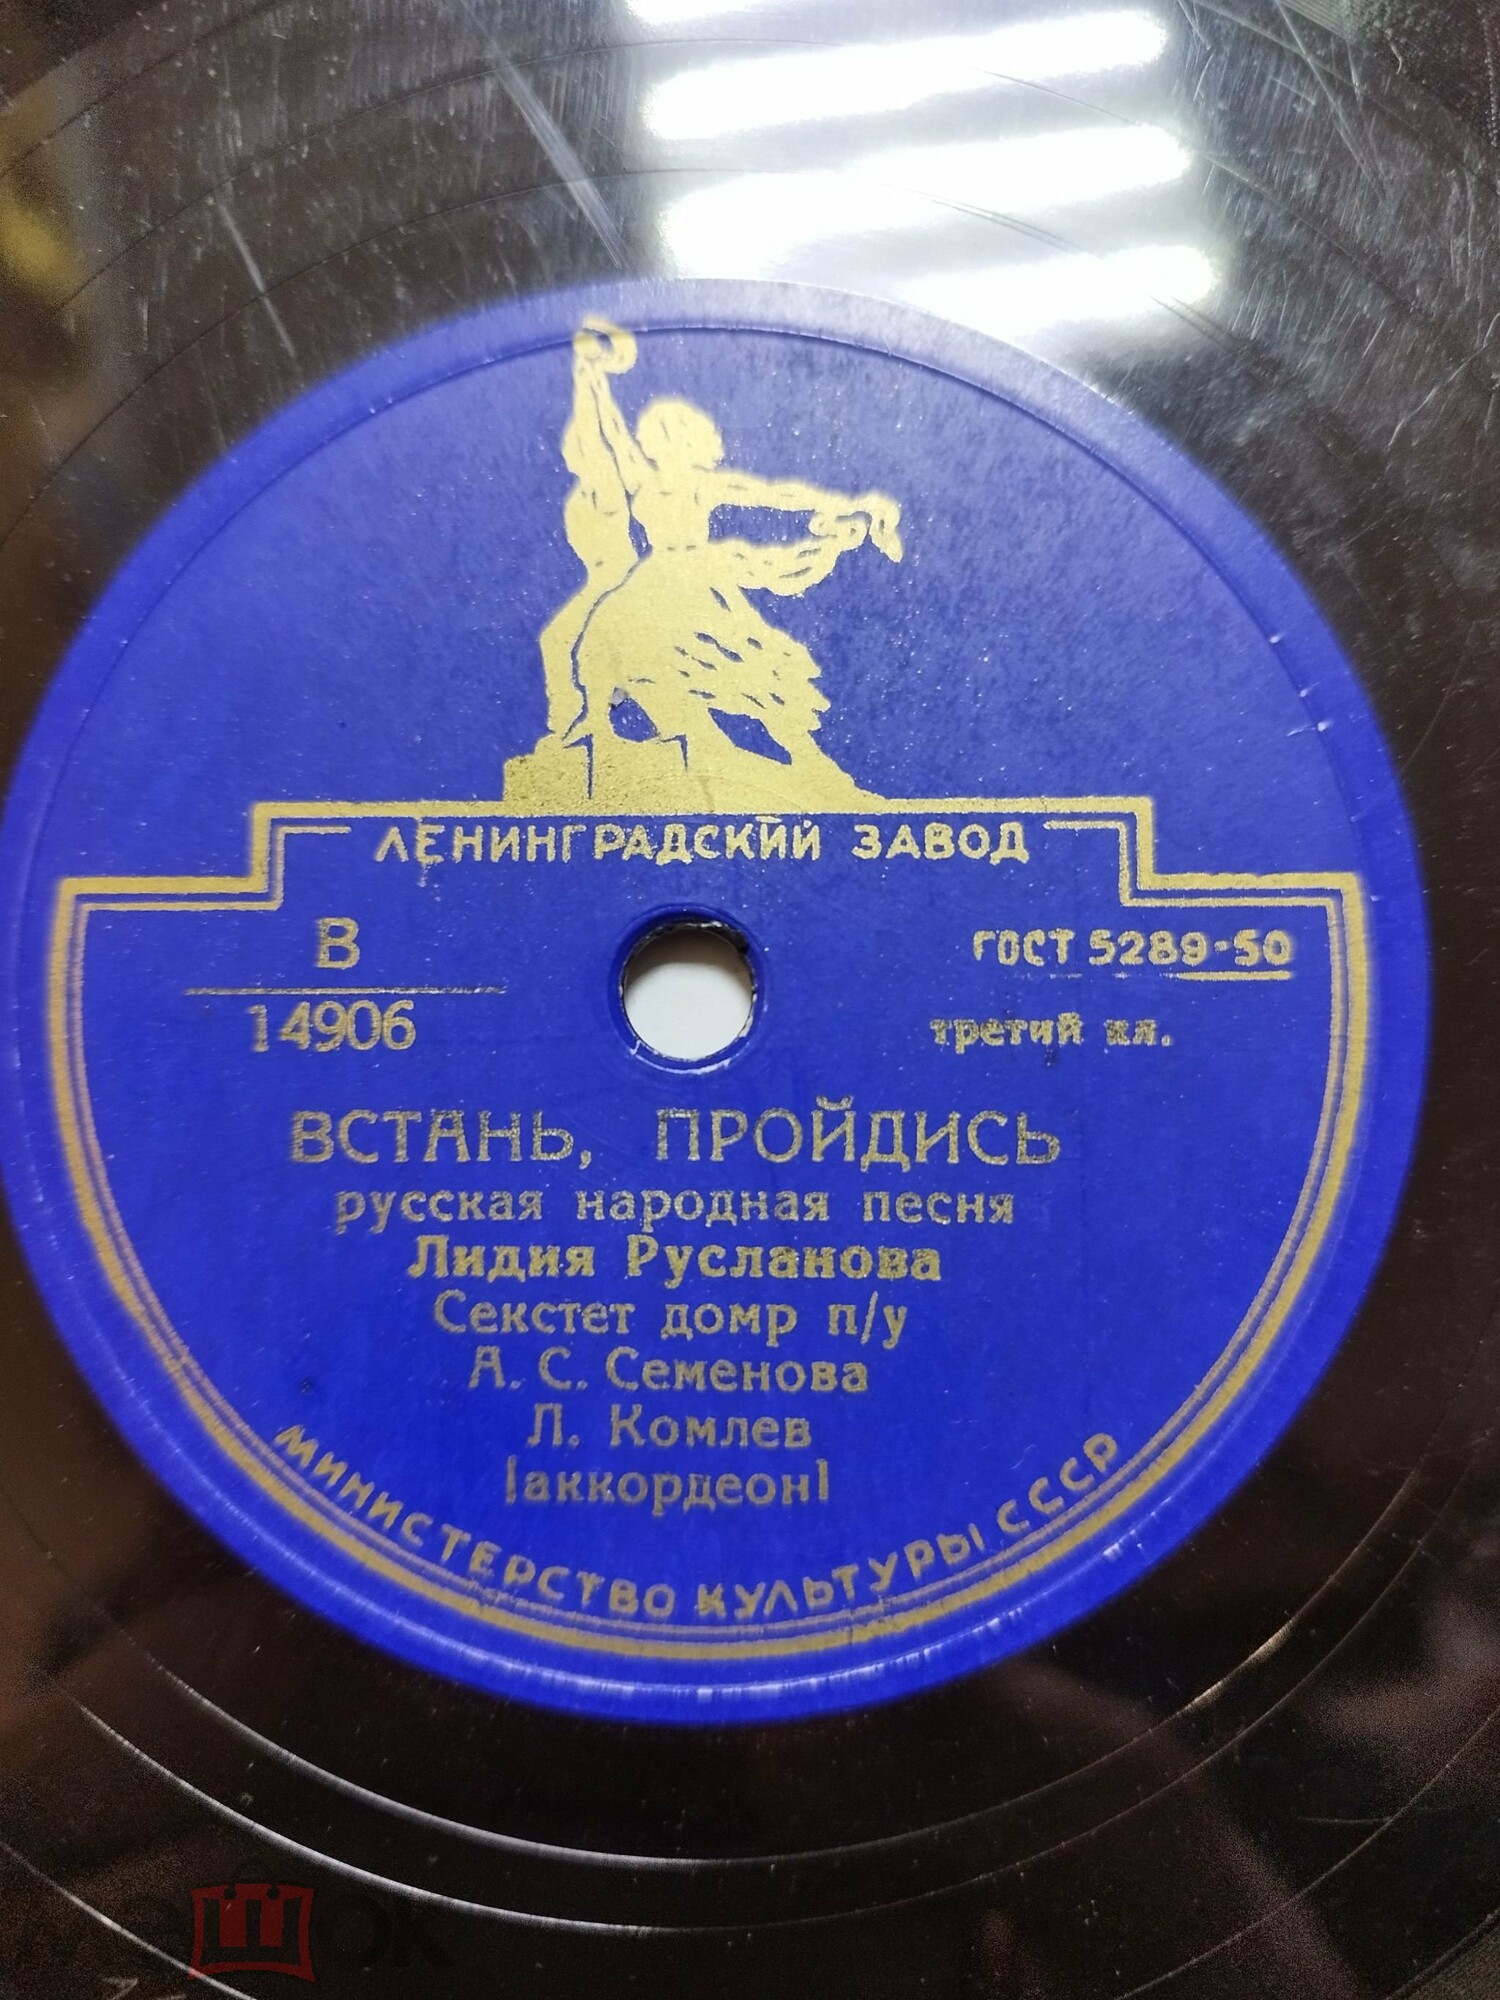 ЛЕНИНГРАДСКИЙ ЗАВОД
В
14906
ГОСТ 5289-50
третий кл.
ВСТАНЬ, ПРОЙДИСЬ
русская народная песня
Лидия Русланова
Секстет домр п/у
А. С. Семенова
Л. Комлев
[аккордеон]
МИНИСТЕРСТВО КУЛЬТУРЫ СССР